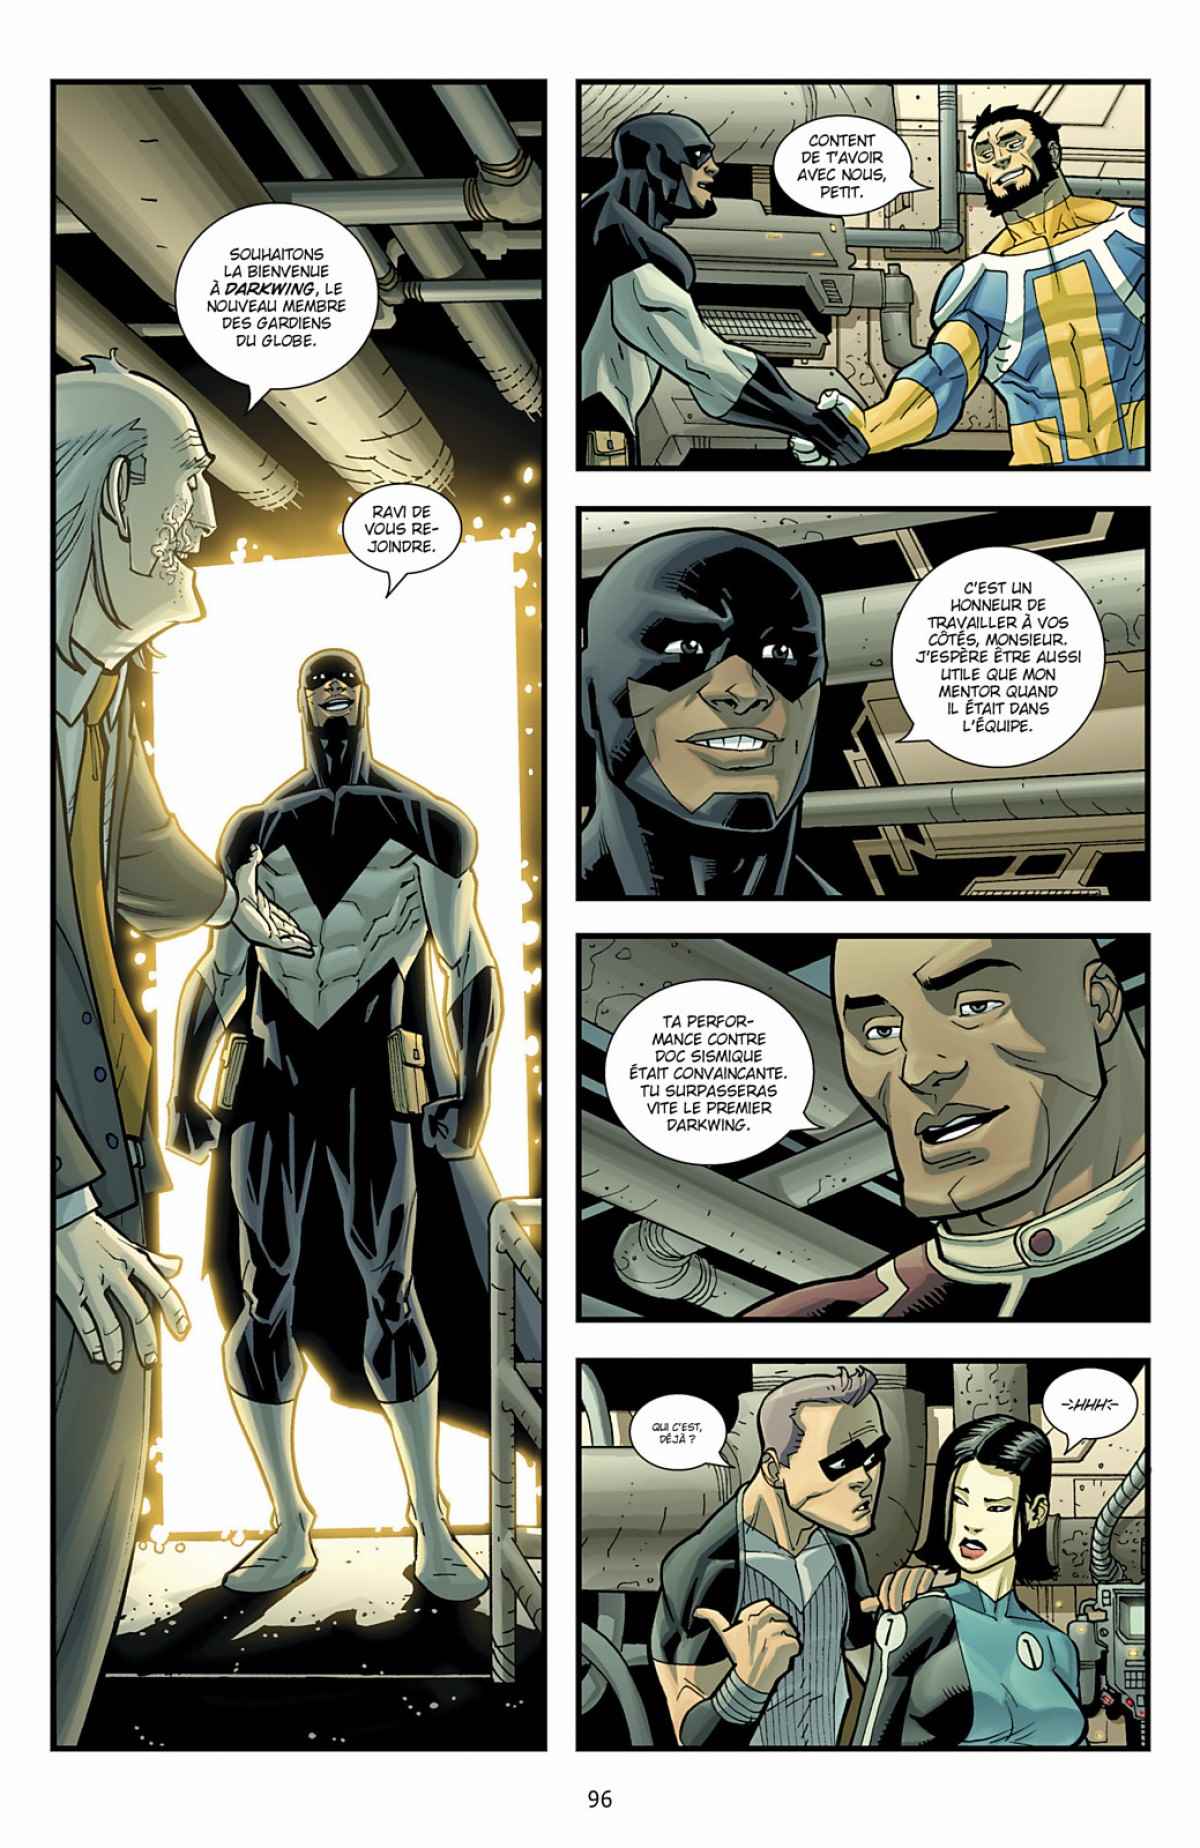 SOUHAITONS
LA BIENVENUE
À DARKWING, LE
NOUVEAU MEMBRE
DES GARDIENS
DU GLOBE.
RAVI DE
VOUS RE-
JOINDRE.
CONTENT
DE T'AVOIR
AVEC NOUS,
PETIT.
C'EST UN
HONNEUR DE
TRAVAILLER À VOS
CÔTÉS, MONSIEUR.
J'ESPÈRE ÊTRE AUSSI
UTILE QUE MON
MENTOR QUAND
IL ÉTAIT DANS
L'ÉQUIPE.
TA PERFOR-
MANCE CONTRE
DOC SISMIQUE
ÉTAIT CONVAINCANTE.
TU SURPASSERAS
VITE LE PREMIER
DARKWING.
QUI C'EST,
DÉJÀ ?
HHH
1
1
96